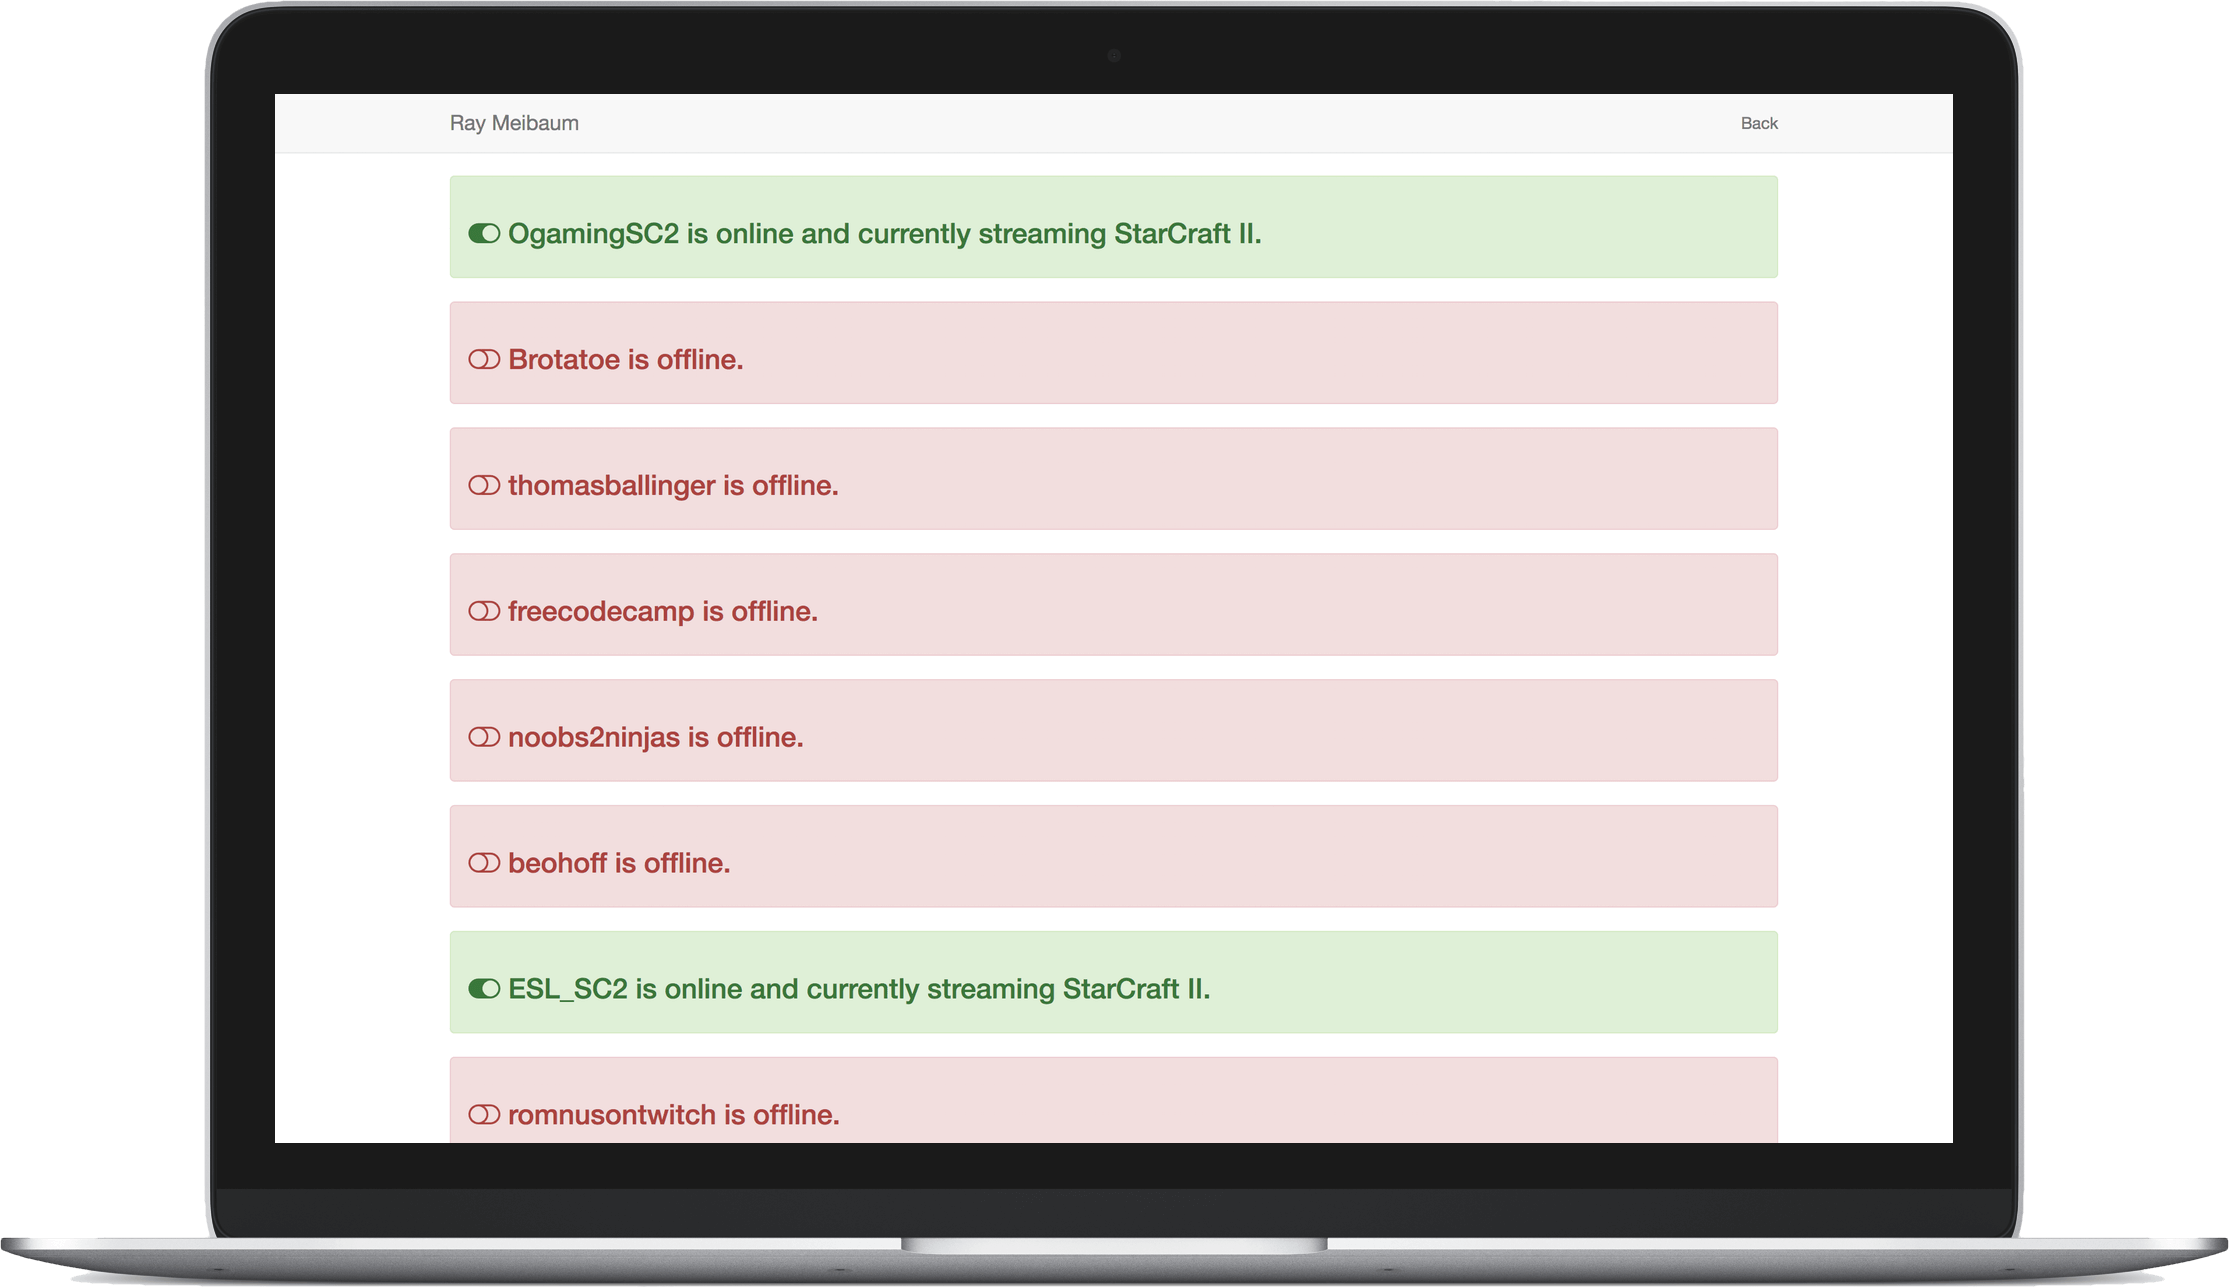 Ray Meibaum
Back
OgamingSC2 is online and currently streaming StarCraft II.
Brotatoe is offline.
thomasballinger is offline.
freecodecamp is offline.
noobs2ninjas is offline.
beohoff is offline.
ESL_SC2 is online and currently streaming StarCraft II.
romnusontwitch is offline.